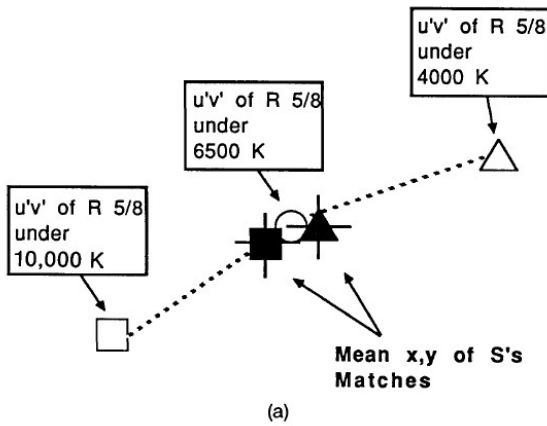 u'v' of R 5/8
under
4000 K
u'v' of R 5/8
under
6500 K
u'v' of R 5/8
under
10,000 K
Mean x,y of S's
Matches
(a)